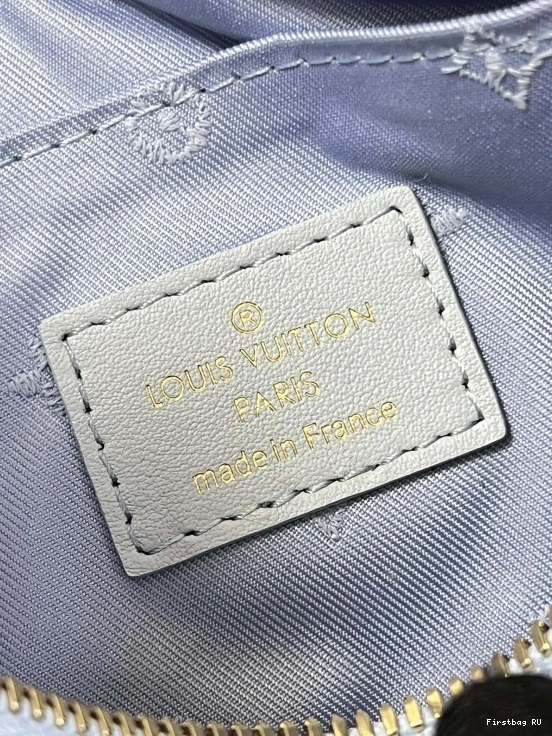 ®
LOUIS VUITTON
PARIS
made in France
Firstbag RU